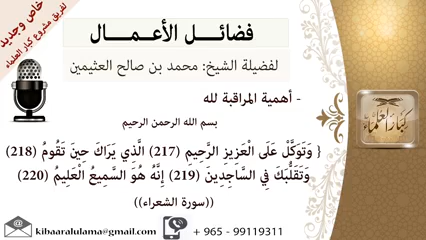 خاص وجديد
لفريق مشروع كبار العلماء
فضائـل الأعـمـال
لفضيلة الشيخ: محمد بن صالح العثيمين
- أهمية المراقبة لله
بسم الله الرحمن الرحيم
{ وَتَوَكَّلْ عَلَى الْعَزِيزِ الرَّحِيمِ (217) الَّذِي يَرَاكَ حِينَ تَقُومُ (218)
وَتَقَلُّبَكَ فِي السَّاجِدِينَ (219) إِنَّهُ هُوَ السَّمِيعُ الْعَلِيمُ (220)
((سورة الشعراء))
كبار العلماء
kibaaralulama@gmail.com
+ 965 - 99119311